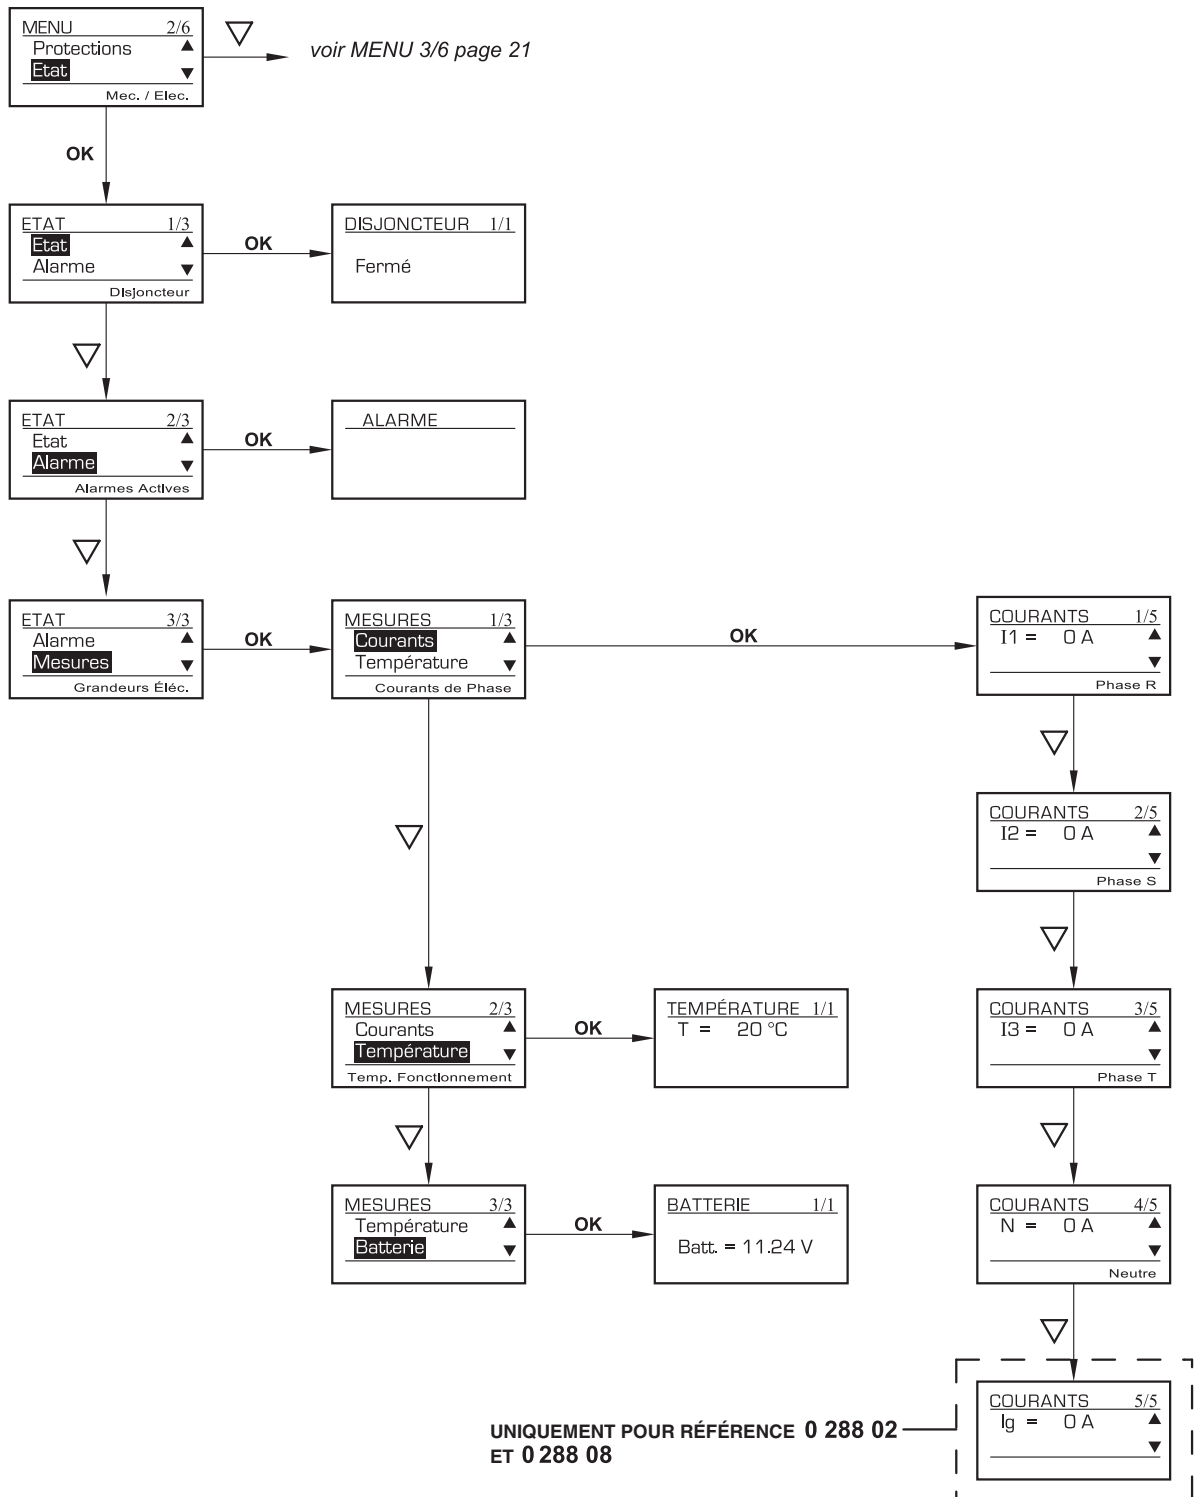 MENU 2/6
Protections
Etat
Mec. / Elec.
voir MENU 3/6 page 21
OK
ETAT 1/3
Etat
Alarme
Disjoncteur
OK
DISJONCTEUR 1/1
Fermé
ETAT 2/3
Etat
Alarme
Alarmes Actives
OK
ALARME
ETAT 3/3
Alarme
Mesures
Grandeurs Éléc.
OK
MESURES 1/3
Courants
Température
Courants de Phase
OK
COURANTS 1/5
I1 = 0 A
Phase R
COURANTS 2/5
I2 = 0 A
Phase S
MESURES 2/3
Courants
Température
Temp. Fonctionnement
OK
TEMPÉRATURE 1/1
T = 20 °C
COURANTS 3/5
I3 = 0 A
Phase T
MESURES 3/3
Température
Batterie
OK
BATTERIE 1/1
Batt. = 11.24 V
COURANTS 4/5
N = 0 A
Neutre
COURANTS 5/5
Ig = 0 A
UNIQUEMENT POUR RÉFÉRENCE 0 288 02
ET 0 288 08